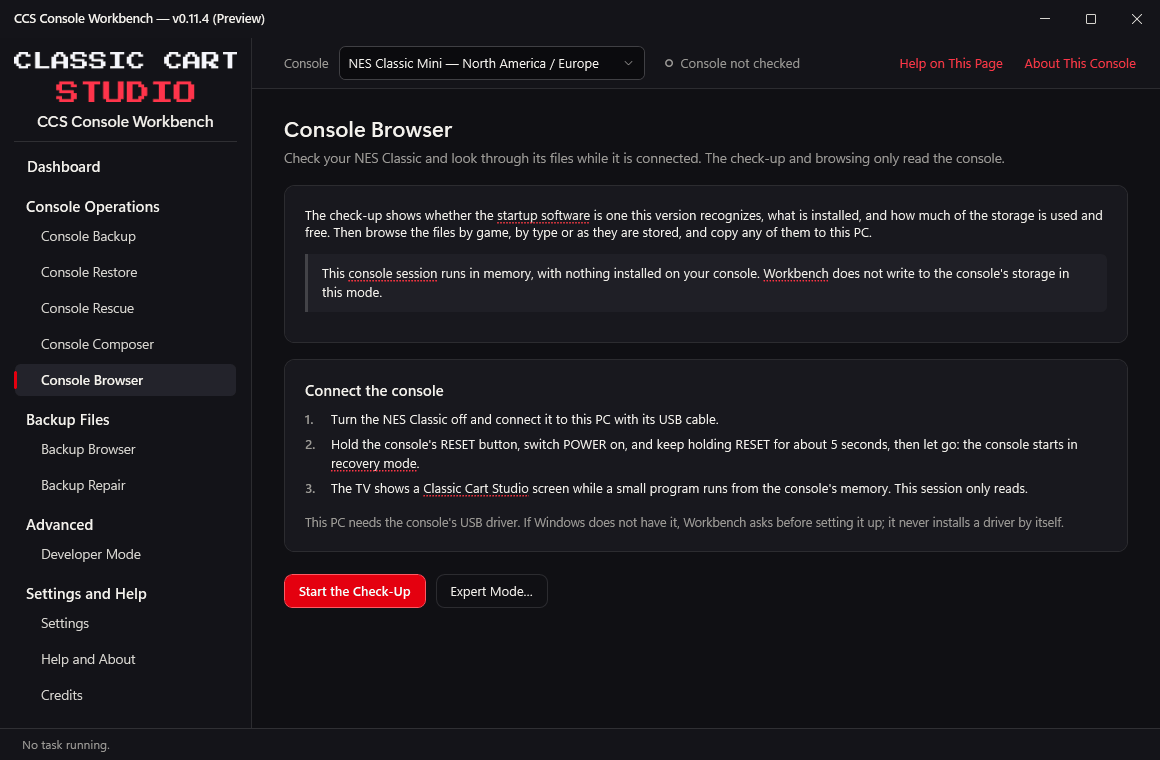 CCS Console Workbench — v0.11.4 (Preview)
CLASSIC CART
STUDIO
CCS Console Workbench
Dashboard
Console Operations
Console Backup
Console Restore
Console Rescue
Console Composer
Console Browser
Backup Files
Backup Browser
Backup Repair
Advanced
Developer Mode
Settings and Help
Settings
Help and About
Credits
Console
NES Classic Mini — North America / Europe
Console not checked
Help on This Page
About This Console
Console Browser
Check your NES Classic and look through its files while it is connected. The check-up and browsing only read the console.
The check-up shows whether the startup software is one this version recognizes, what is installed, and how much of the storage is used and
free. Then browse the files by game, by type or as they are stored, and copy any of them to this PC.
This console session runs in memory, with nothing installed on your console. Workbench does not write to the console's storage in
this mode.
Connect the console
1. Turn the NES Classic off and connect it to this PC with its USB cable.
2. Hold the console's RESET button, switch POWER on, and keep holding RESET for about 5 seconds, then let go: the console starts in
recovery mode.
3. The TV shows a Classic Cart Studio screen while a small program runs from the console's memory. This session only reads.
This PC needs the console's USB driver. If Windows does not have it, Workbench asks before setting it up; it never installs a driver by itself.
Start the Check-Up
Expert Mode...
No task running.